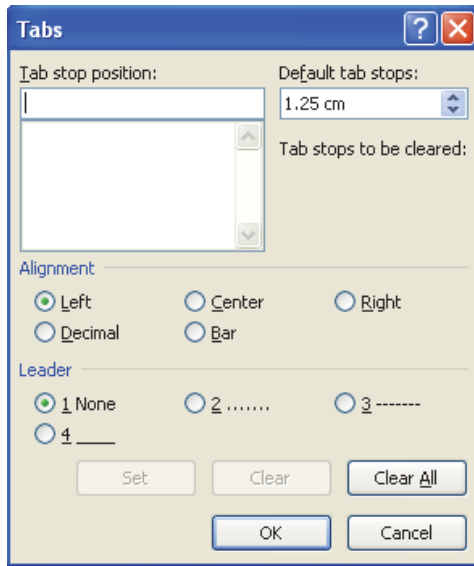 Tabs
Tab stop position: Default tab stops:
1.25 cm
Tab stops to be cleared:
Alignment
Left Center Right
Decimal Bar
Leader
1 None 2 ....... 3 -------
4 ____
Set Clear Clear All
OK Cancel